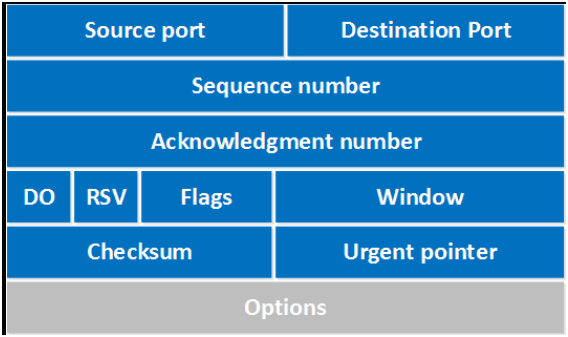 Source port Destination Port
Sequence number
Acknowledgment number
DO RSV Flags Window
Checksum Urgent pointer
Options